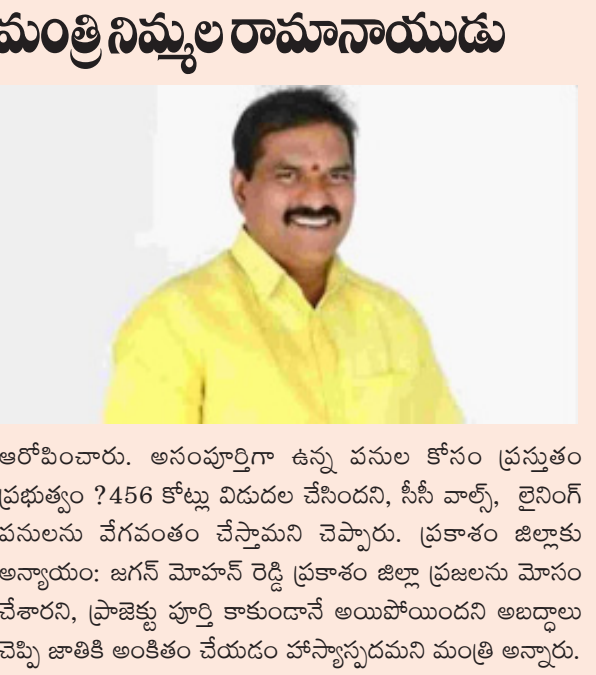 మంత్రి నిమ్మల రామానాయుడు
ఆరోపించారు. అసంపూర్తిగా ఉన్న పనుల కోసం ప్రస్తుతం
ప్రభుత్వం ?456 కోట్లు విడుదల చేసిందని, సీసీ వాల్స్, లైనింగ్
పనులను వేగవంతం చేస్తామని చెప్పారు. ప్రకాశం జిల్లాకు
అన్యాయం: జగన్ మోహన్ రెడ్డి ప్రకాశం జిల్లా ప్రజలను మోసం
చేశారని, ప్రాజెక్టు పూర్తి కాకుండానే అయిపోయిందని అబద్ధాలు
చెప్పి జాతికి అంకితం చేయడం హాస్యాస్పదమని మంత్రి అన్నారు.